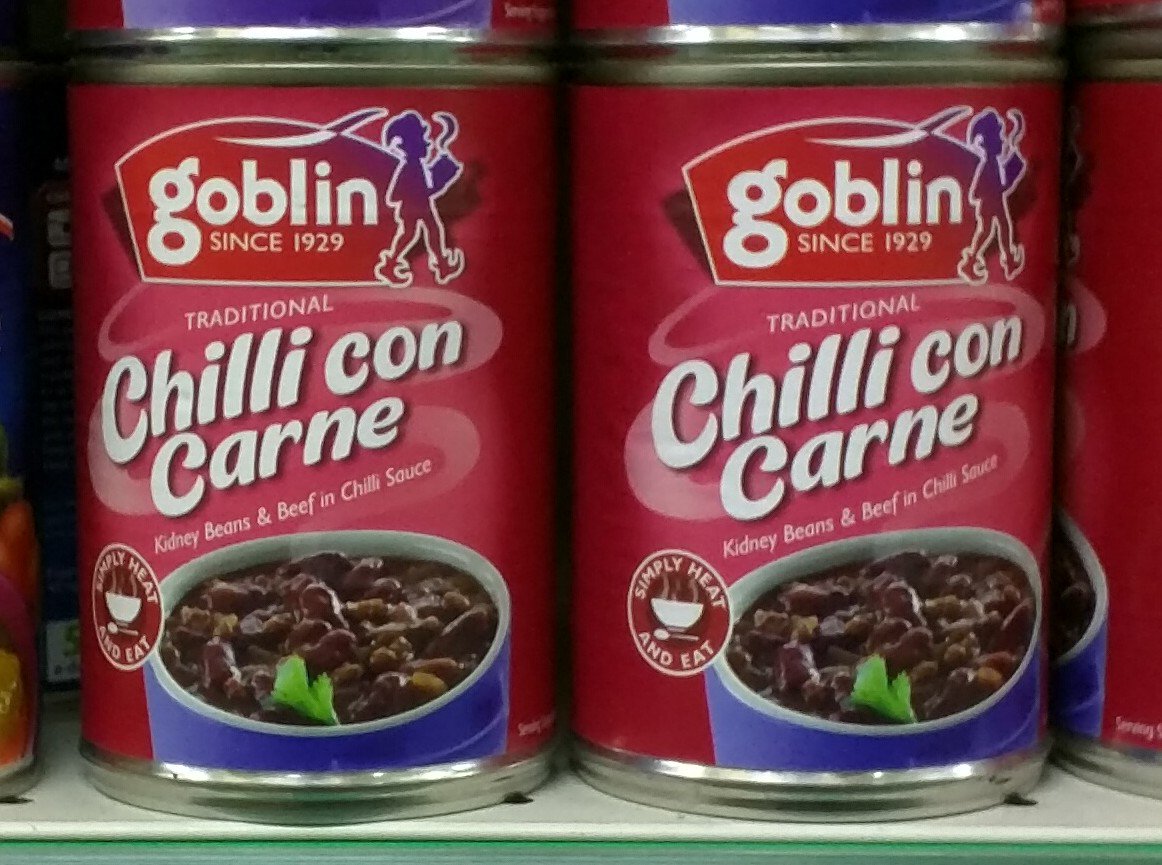 goblin
SINCE 1929
TRADITIONAL
Chilli con
Carne
Kidney Beans & Beef in Chilli Sauce
SIMPLY HEAT
AND EAT
goblin
SINCE 1929
TRADITIONAL
Chilli con
Carne
Kidney Beans & Beef in Chilli Sauce
SIMPLY HEAT
AND EAT
Serving